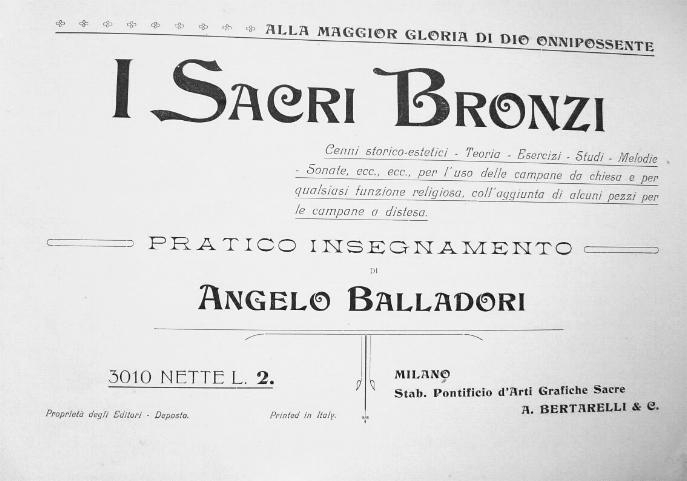 ALLA MAGGIOR GLORIA DI DIO ONNIPOSSENTE
I SACRI BRONZI
Cenni storico-estetici - Teoria - Esercizi - Studi - Melodie
- Sonate, ecc., ecc., per l'uso delle campane da chiesa e per
qualsiasi funzione religiosa, coll'aggiunta di alcuni pezzi per
le campane a distesa.
PRATICO INSEGNAMENTO
DI
ANGELO BALLADORI
3010 NETTE L. 2.
MILANO
Stab. Pontificio d'Arti Grafiche Sacre
A. BERTARELLI & C.
Proprietà degli Editori - Deposto.
Printed in Italy.